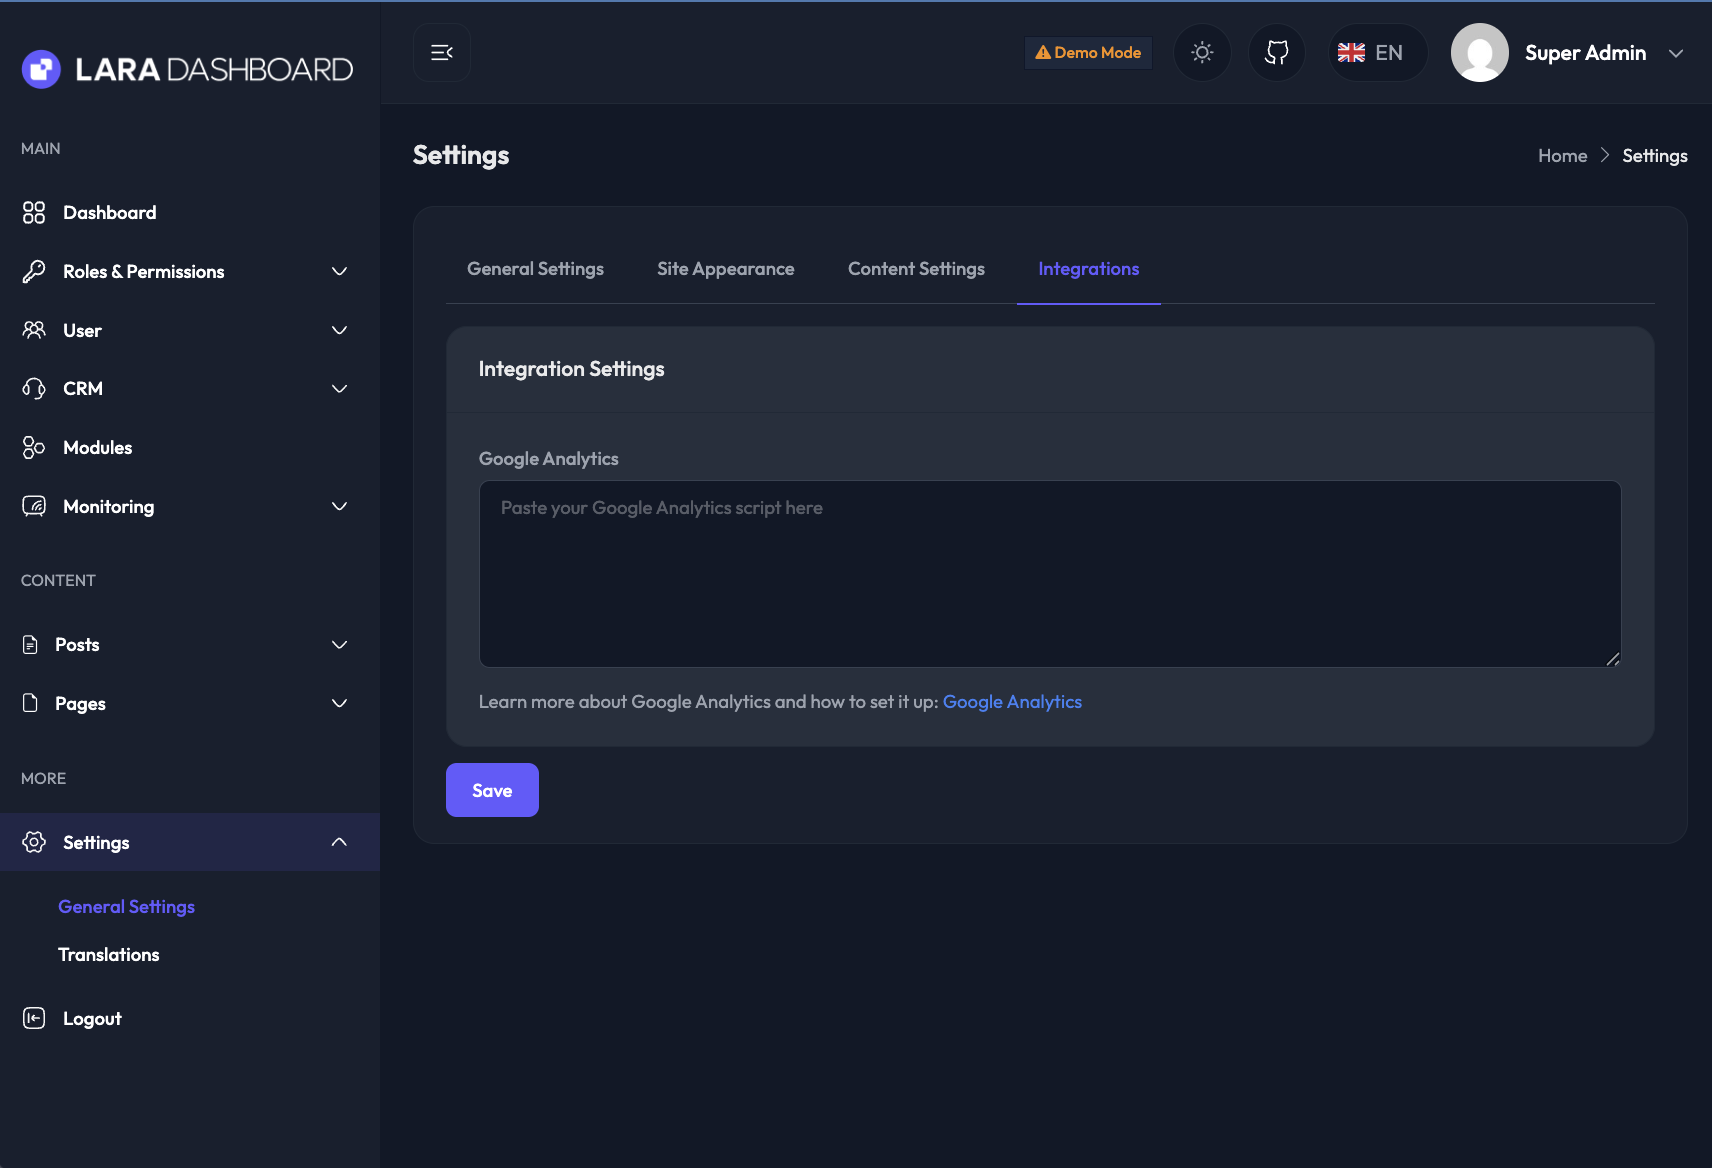 LARA DASHBOARD
Demo Mode
EN
Super Admin
MAIN
Dashboard
Roles & Permissions
User
CRM
Modules
Monitoring
CONTENT
Posts
Pages
MORE
Settings
General Settings
Translations
Logout
Settings
Home
Settings
General Settings
Site Appearance
Content Settings
Integrations
Integration Settings
Google Analytics
Paste your Google Analytics script here
Learn more about Google Analytics and how to set it up: Google Analytics
Save